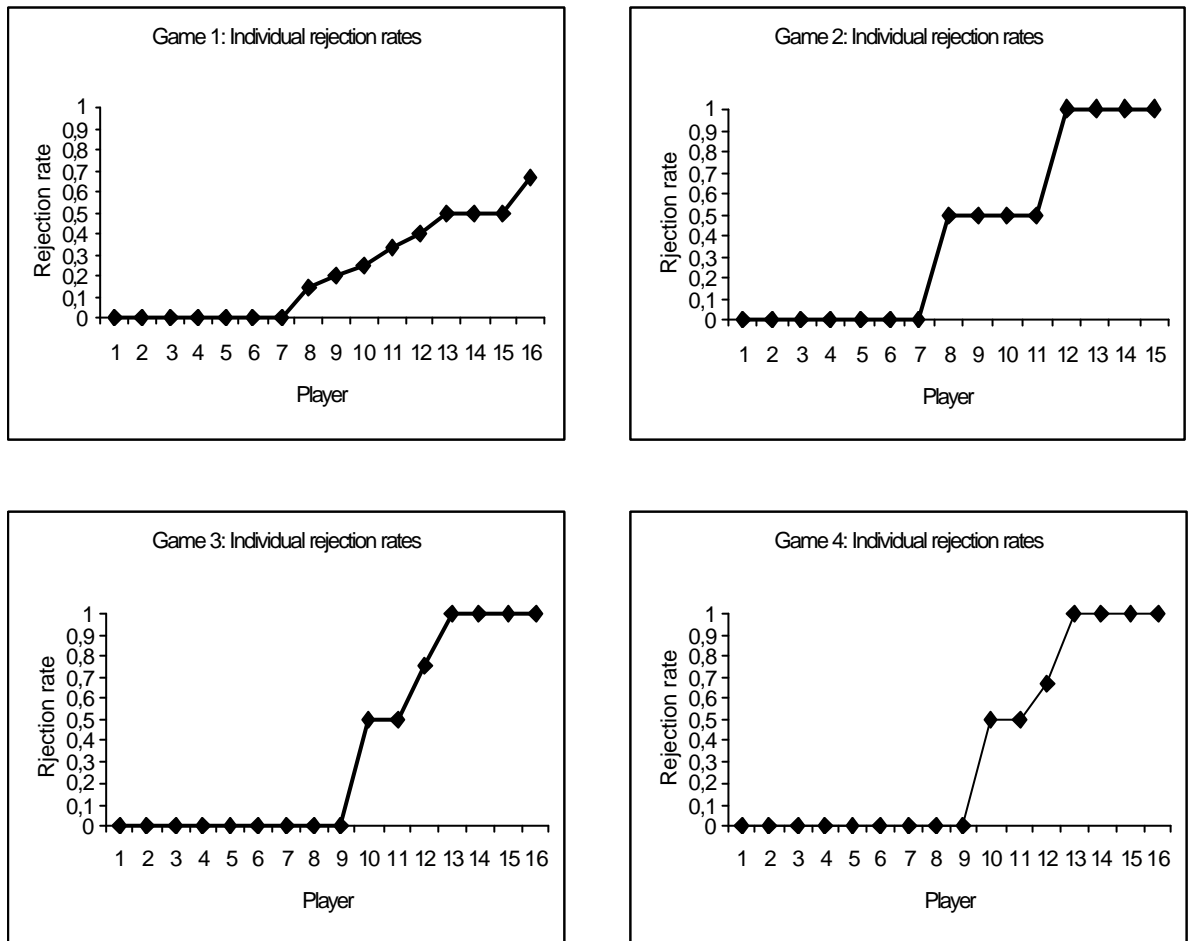 Game 1: Individual rejection rates
Rejection rate
1
0,9
0,8
0,7
0,6
0,5
0,4
0,3
0,2
0,1
0
1 2 3 4 5 6 7 8 9 10 11 12 13 14 15 16
Player
Game 2: Individual rejection rates
Rjection rate
1
0,9
0,8
0,7
0,6
0,5
0,4
0,3
0,2
0,1
0
1 2 3 4 5 6 7 8 9 10 11 12 13 14 15
Player
Game 3: Individual rejection rates
Rjection rate
1
0,9
0,8
0,7
0,6
0,5
0,4
0,3
0,2
0,1
0
1 2 3 4 5 6 7 8 9 10 11 12 13 14 15 16
Player
Game 4: Individual rejection rates
Rejection rate
1
0,9
0,8
0,7
0,6
0,5
0,4
0,3
0,2
0,1
0
1 2 3 4 5 6 7 8 9 10 11 12 13 14 15 16
Player